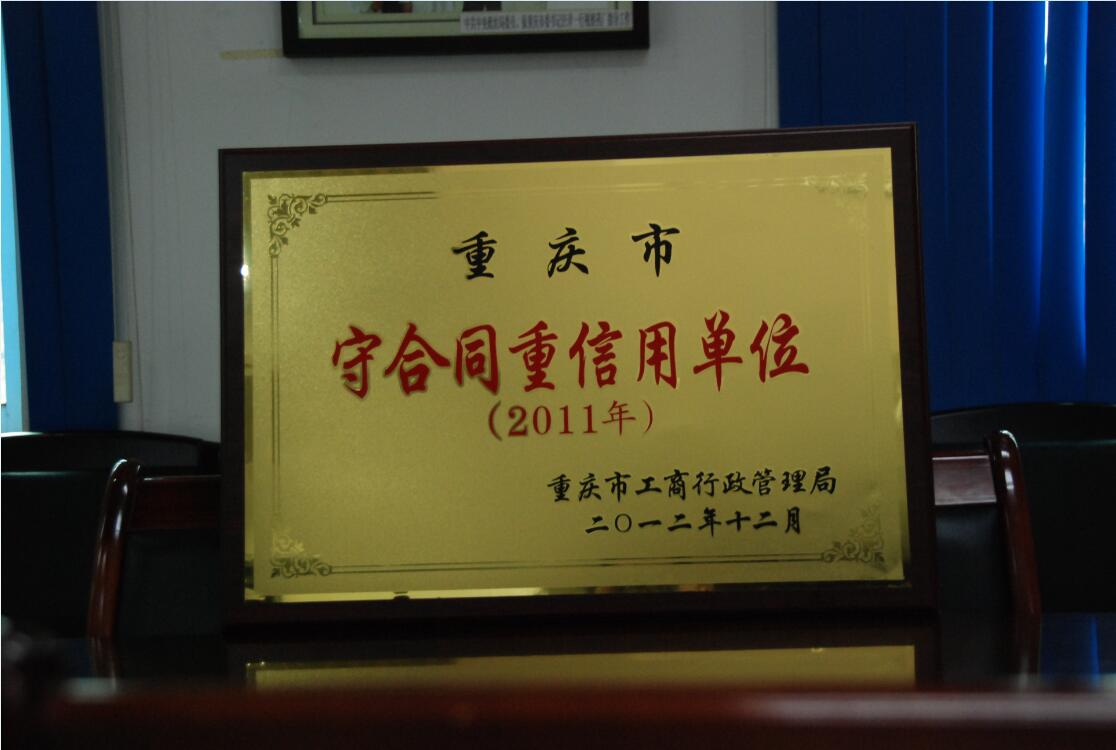 重庆市
守合同重信用单位
(2011年)
重庆市工商行政管理局
二〇一二年十二月